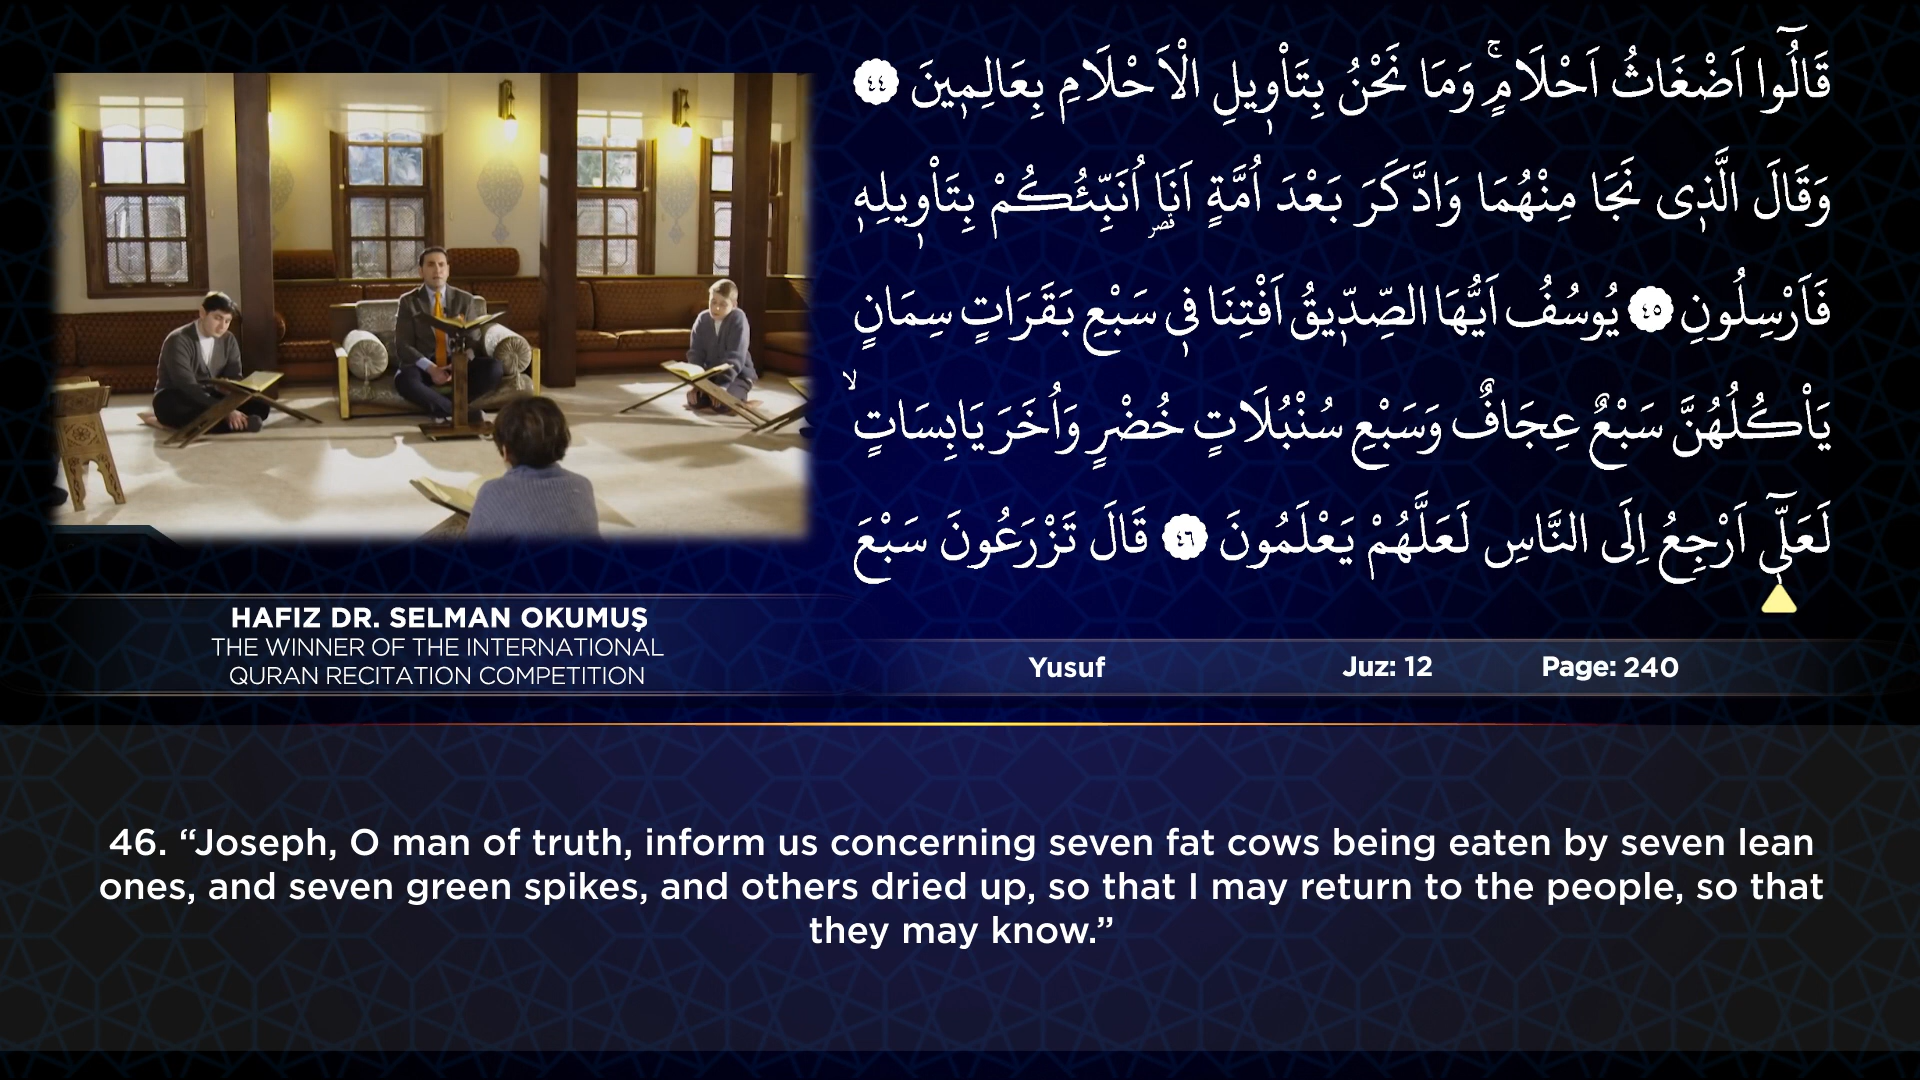 قَالُٓوا اَضْغَاثُ اَحْلَامٍۚ وَمَا نَحْنُ بِتَأْو۪يلِ الْاَحْلَامِ بِعَالِم۪ينَ ٤٤
وَقَالَ الَّذ۪ي نَجَا مِنْهُمَا وَادَّكَرَ بَعْدَ اُمَّةٍ اَنَا۬ اُنَبِّئُكُمْ بِتَأْو۪يلِه۪
فَاَرْسِلُونِ ٤٥ يُوسُفُ اَيُّهَا الصِّدّ۪يقُ اَفْتِنَا ف۪ي سَبْعِ بَقَرَاتٍ سِمَانٍ
يَأْكُلُهُنَّ سَبْعٌ عِجَافٌ وَسَبْعِ سُنْبُلَاتٍ خُضْرٍ وَاُخَرَ يَابِسَاتٍۙ
لَعَلّ۪ٓي اَرْجِعُ اِلَى النَّاسِ لَعَلَّهُمْ يَعْلَمُونَ ٤٦ قَالَ تَزْرَعُونَ سَبْعَ
HAFIZ DR. SELMAN OKUMUŞ
THE WINNER OF THE INTERNATIONAL
QURAN RECITATION COMPETITION
Yusuf Juz: 12 Page: 240
46. “Joseph, O man of truth, inform us concerning seven fat cows being eaten by seven lean
ones, and seven green spikes, and others dried up, so that I may return to the people, so that
they may know.”